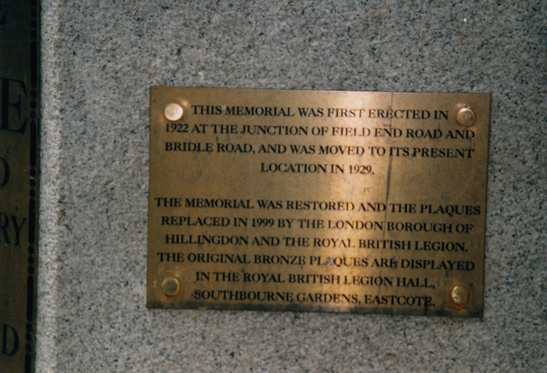 THIS MEMORIAL WAS FIRST ERECTED IN
1922 AT THE JUNCTION OF FIELD END ROAD AND
BRIDLE ROAD, AND WAS MOVED TO ITS PRESENT
LOCATION IN 1929.
THE MEMORIAL WAS RESTORED AND THE PLAQUES
REPLACED IN 1999 BY THE LONDON BOROUGH OF
HILLINGDON AND THE ROYAL BRITISH LEGION.
THE ORIGINAL BRONZE PLAQUES ARE DISPLAYED
IN THE ROYAL BRITISH LEGION HALL,
SOUTHBOURNE GARDENS, EASTCOTE.